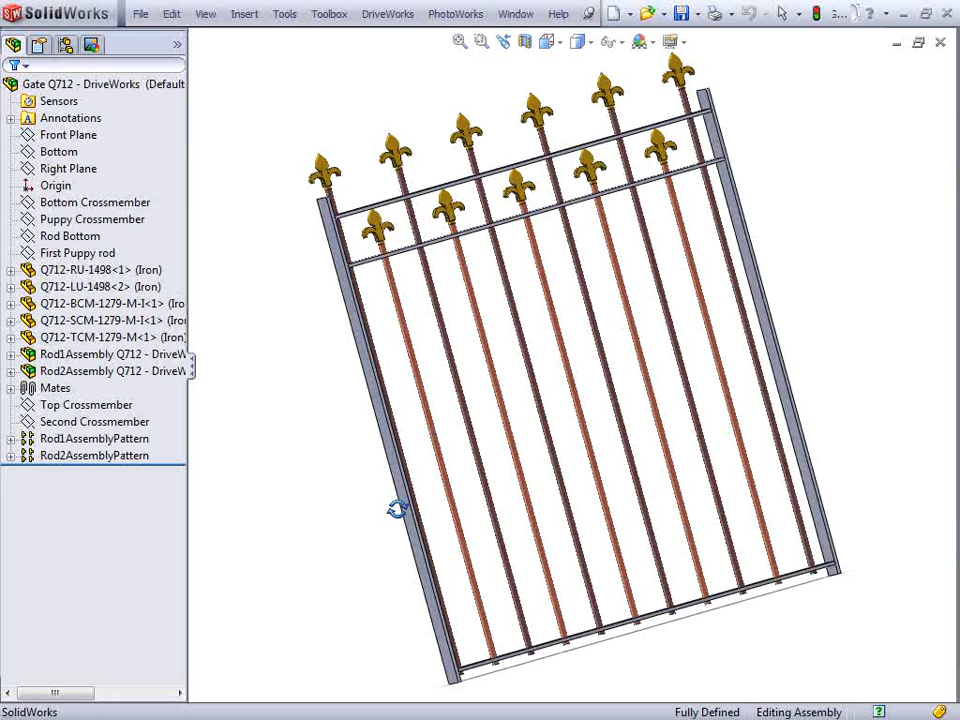 SolidWorks File Edit View Insert Tools Toolbox DriveWorks PhotoWorks Window Help S...
Gate Q712 - DriveWorks (Default
Sensors
Annotations
Front Plane
Bottom
Right Plane
Origin
Bottom Crossmember
Puppy Crossmember
Rod Bottom
First Puppy rod
Q712-RU-1498<1> (Iron)
Q712-LU-1498<2> (Iron)
Q712-BCM-1279-M-I<1> (Iro
Q712-SCM-1279-M-I<1> (Iron
Q712-TCM-1279-M<1> (Iron)
Rod1Assembly Q712 - DriveW
Rod2Assembly Q712 - DriveW
Mates
Top Crossmember
Second Crossmember
Rod1AssemblyPattern
Rod2AssemblyPattern
SolidWorks Fully Defined Editing Assembly